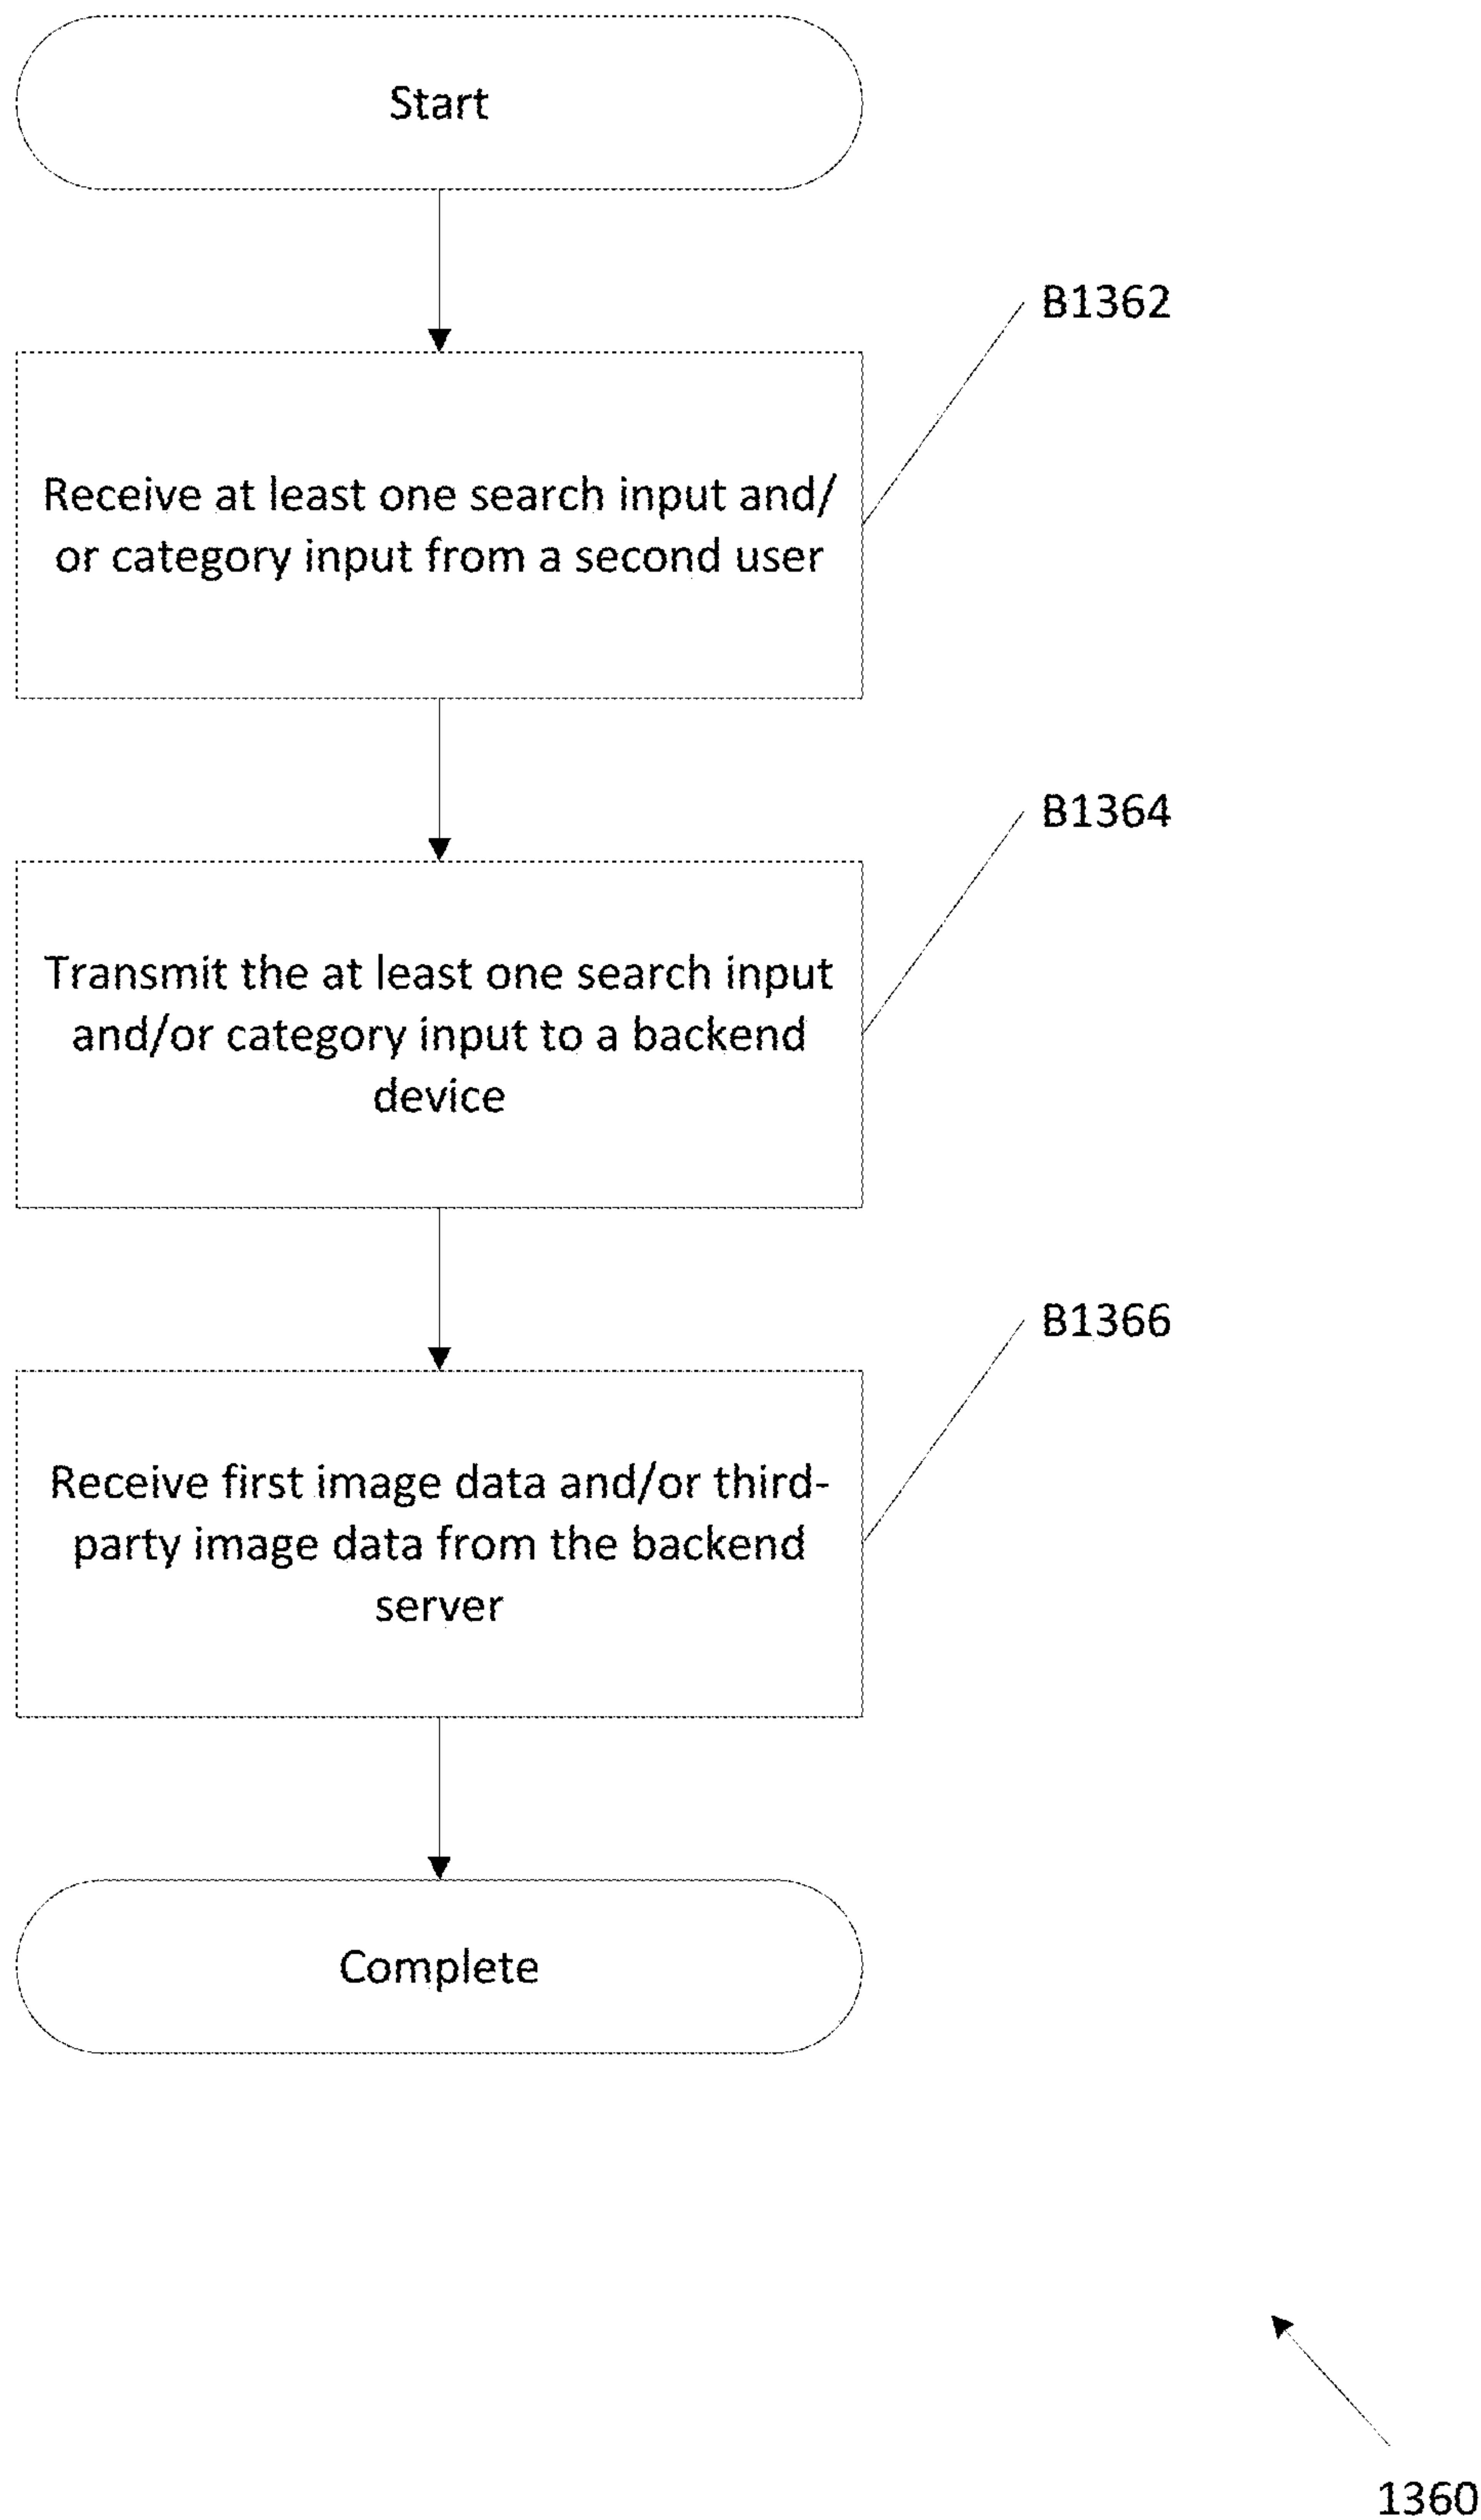 Start
B1362
Receive at least one search input and/
or category input from a second user
B1364
Transmit the at least one search input
and/or category input to a backend
device
B1366
Receive first image data and/or third-
party image data from the backend
server
Complete
1360